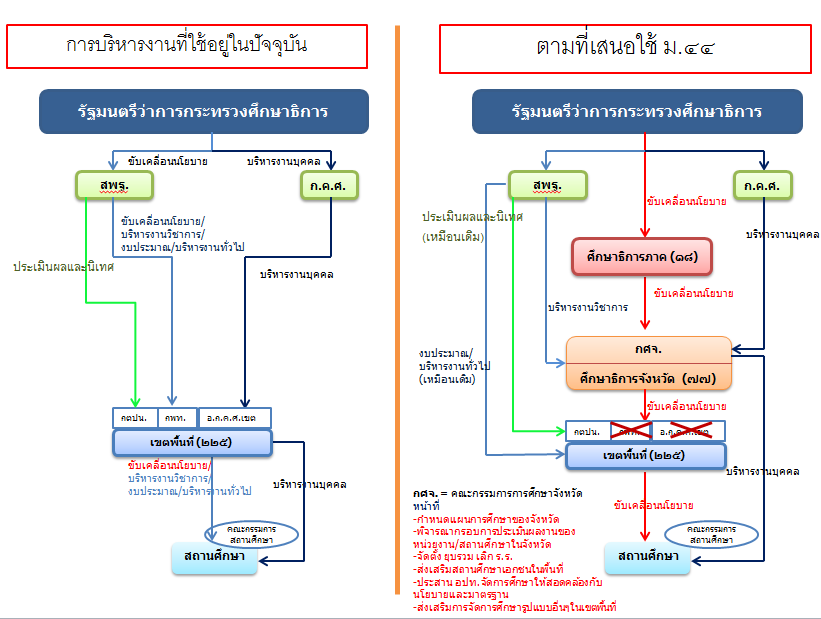 การบริหารงานที่ใช้อยู่ในปัจจุบัน
รัฐมนตรีว่าการกระทรวงศึกษาธิการ
ขับเคลื่อนนโยบาย
บริหารงานบุคคล
สพฐ.
ก.ค.ศ.
ขับเคลื่อนนโยบาย/
บริหารงานวิชาการ/
งบประมาณ/บริหารงานทั่วไป
ประเมินผลและนิเทศ
บริหารงานบุคคล
คตปน.
กพท.
อ.ก.ค.ศ.เขต
เขตพื้นที่ (๒๒๕)
ขับเคลื่อนนโยบาย/
บริหารงานวิชาการ/
งบประมาณ/บริหารงานทั่วไป
บริหารงานบุคคล
คณะกรรมการ
สถานศึกษา
สถานศึกษา
ตามที่เสนอใช้ ม.๔๔
รัฐมนตรีว่าการกระทรวงศึกษาธิการ
สพฐ.
ก.ค.ศ.
ขับเคลื่อนนโยบาย
ประเมินผลและนิเทศ
(เหมือนเดิม)
บริหารงานบุคคล
ศึกษาธิการภาค (๑๘)
ขับเคลื่อนนโยบาย
บริหารงานวิชาการ
กศจ.
ศึกษาธิการจังหวัด (๗๗)
งบประมาณ/
บริหารงานทั่วไป
(เหมือนเดิม)
ขับเคลื่อนนโยบาย
คตปน.
กพท.
อ.ก.ค.ศ.เขต
เขตพื้นที่ (๒๒๕)
บริหารงานบุคคล
ขับเคลื่อนนโยบาย
คณะกรรมการ
สถานศึกษา
สถานศึกษา
กศจ. = คณะกรรมการการศึกษาจังหวัด
หน้าที่
-กำหนดแผนการศึกษาของจังหวัด
-พิจารณากรอบการประเมินผลงานของ
หน่วยงาน/สถานศึกษาในจังหวัด
-จัดตั้ง ยุบรวม เลิก ร.ร.
-ส่งเสริมสถานศึกษาเอกชนในพื้นที่
-ประสาน อปท.จัดการศึกษาให้สอดคล้องกับ
นโยบายและมาตรฐาน
-ส่งเสริมการจัดการศึกษารูปแบบอื่นๆในเขตพื้นที่